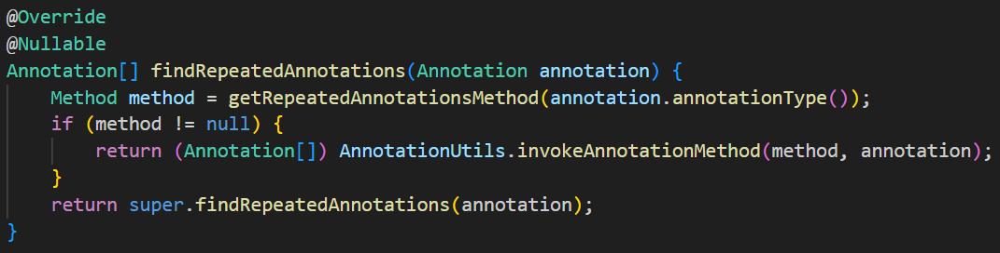 @Override
@Nullable
Annotation[] findRepeatedAnnotations(Annotation annotation) {
    Method method = getRepeatedAnnotationsMethod(annotation.annotationType());
    if (method != null) {
        return (Annotation[]) AnnotationUtils.invokeAnnotationMethod(method, annotation);
    }
    return super.findRepeatedAnnotations(annotation);
}